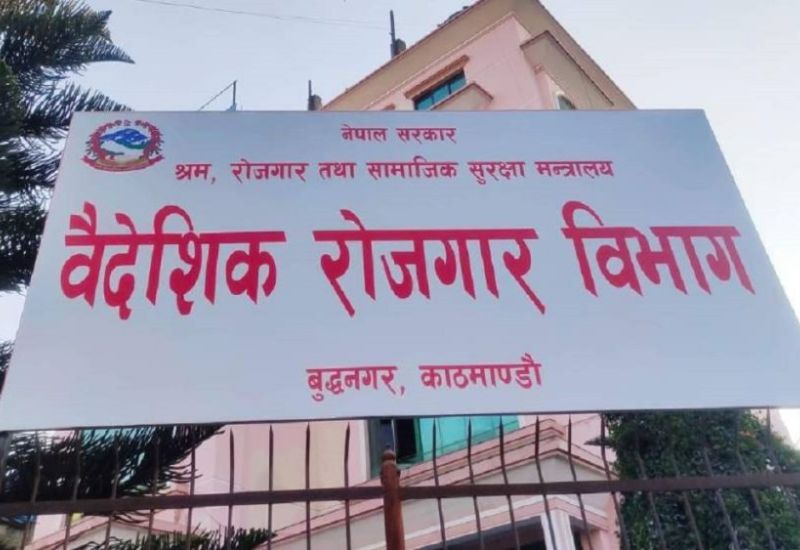 नेपाल सरकार
श्रम, रोजगार तथा सामाजिक सुरक्षा मन्त्रालय
वैदेशिक रोजगार विभाग
बुद्धनगर, काठमाण्डौ